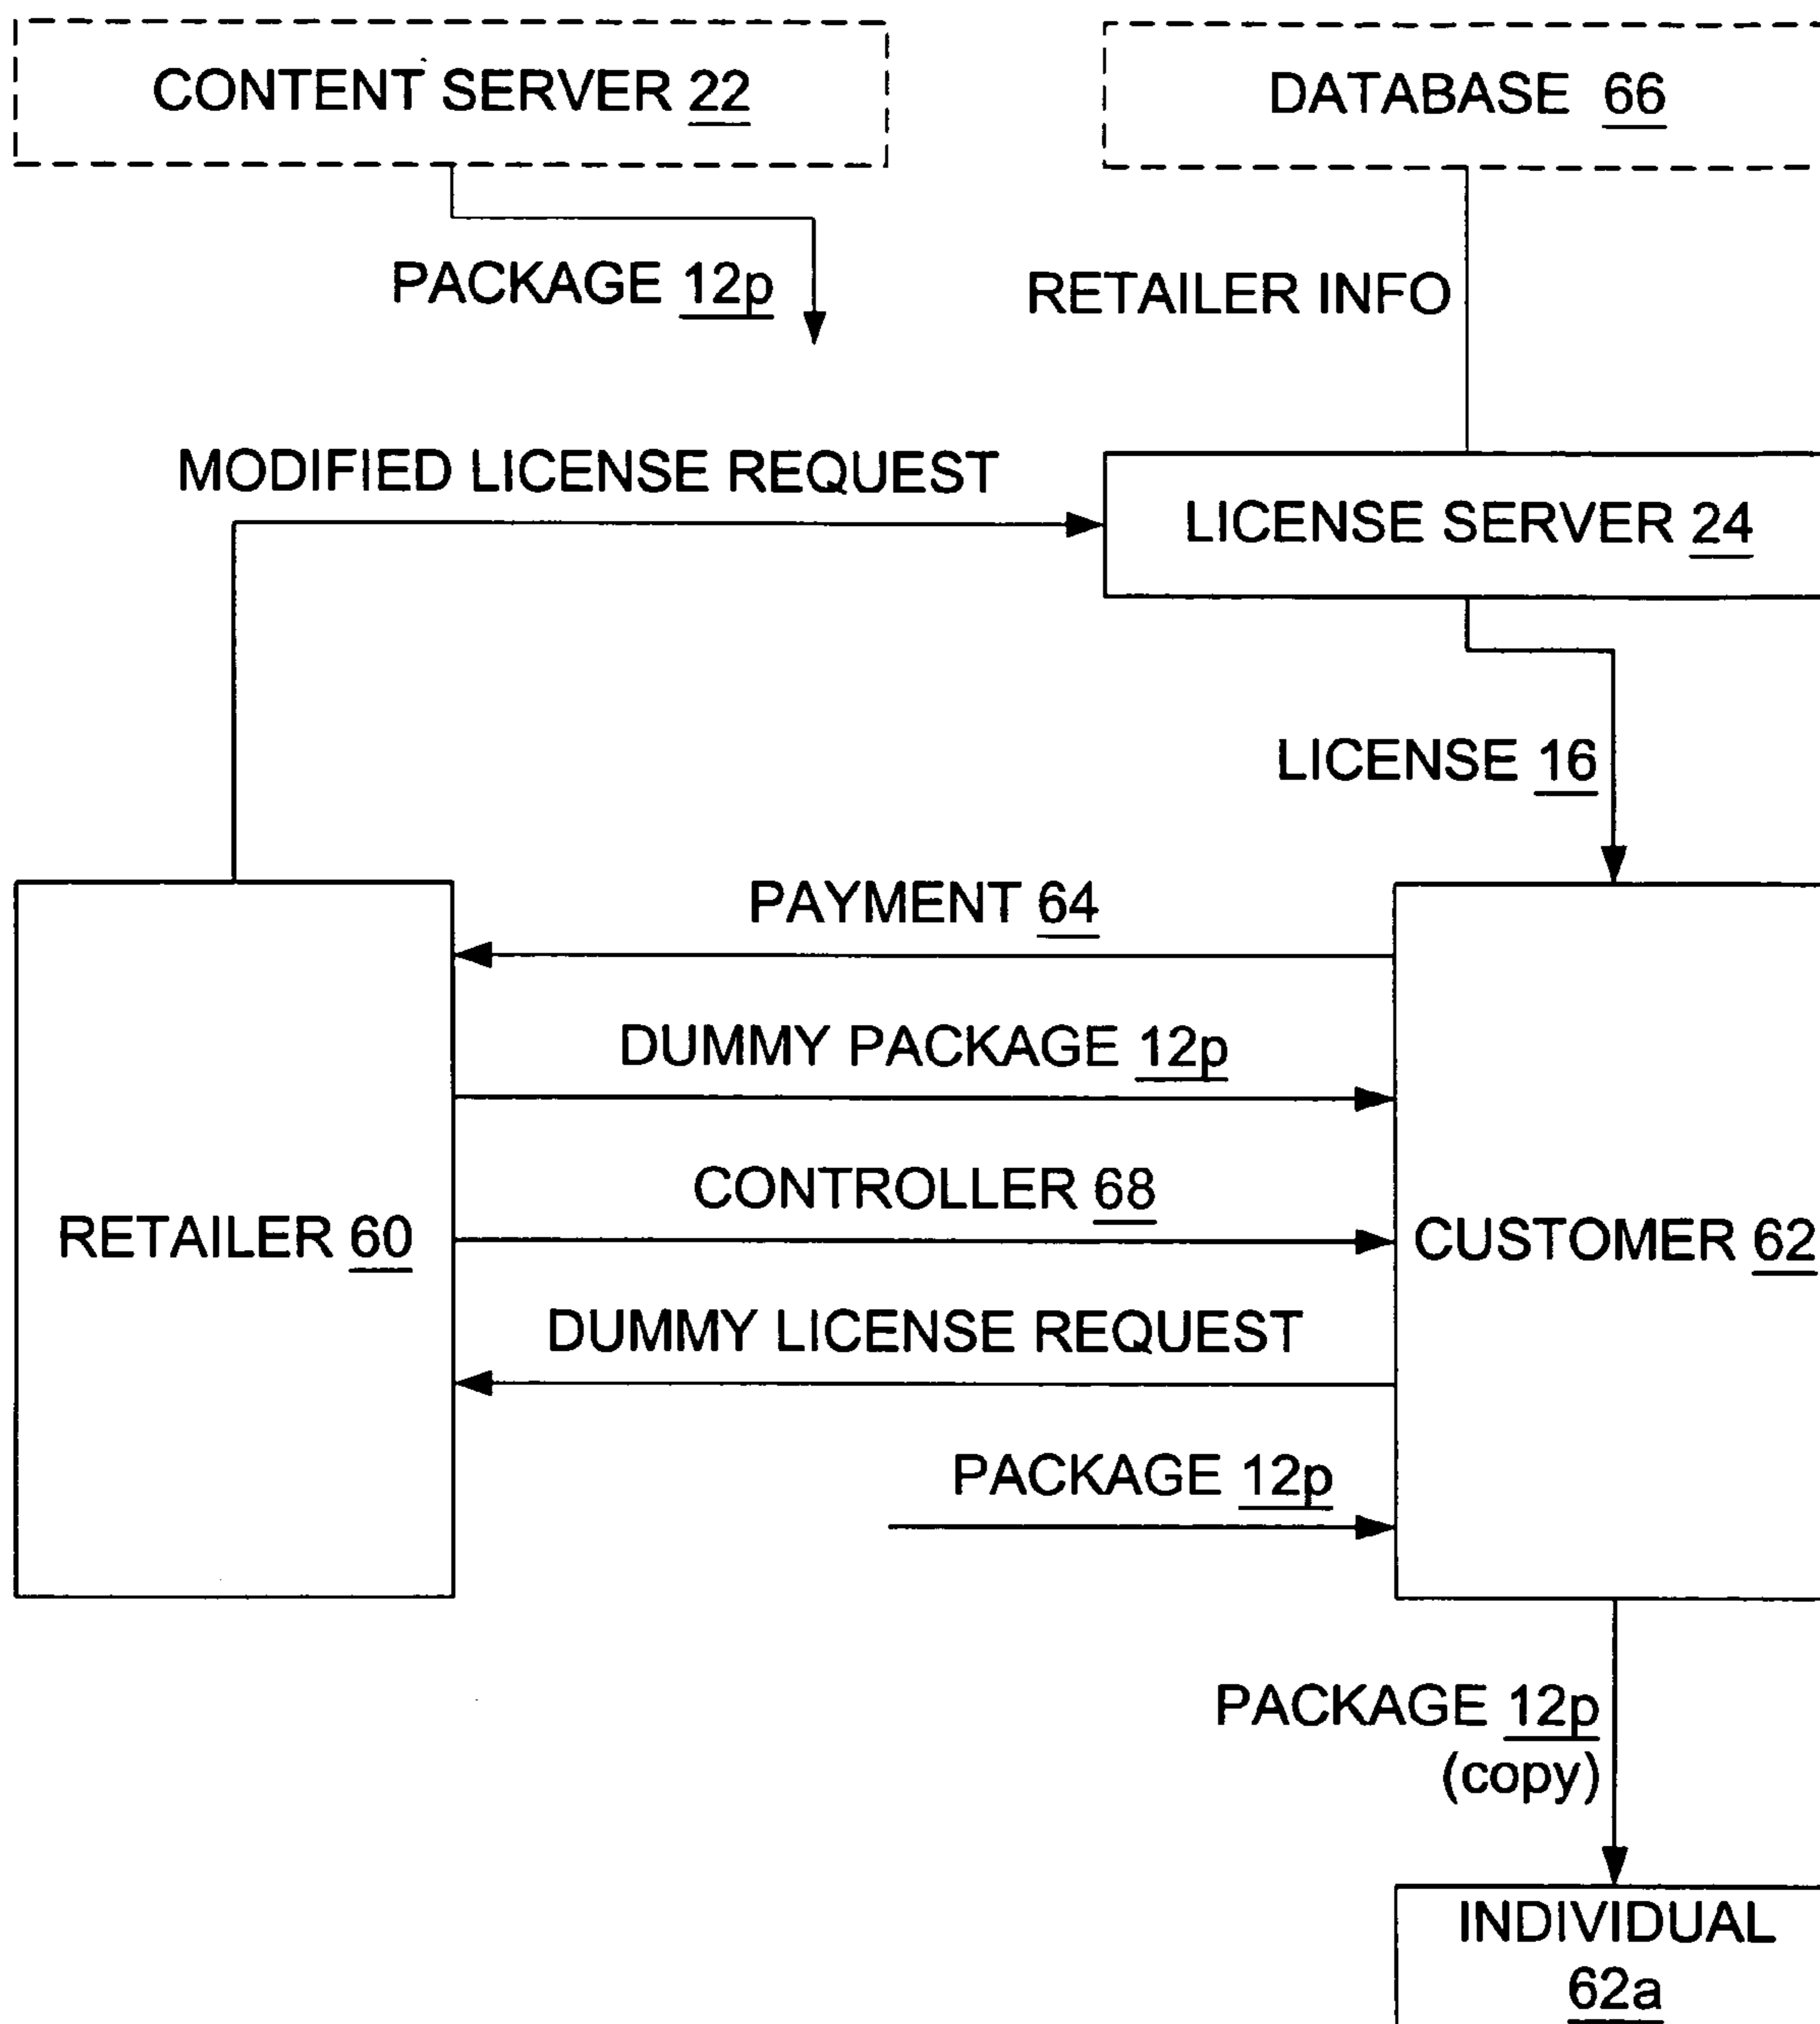 CONTENT SERVER 22
DATABASE 66
PACKAGE 12p
RETAILER INFO
MODIFIED LICENSE REQUEST
LICENSE SERVER 24
LICENSE 16
PAYMENT 64
DUMMY PACKAGE 12p
CONTROLLER 68
RETAILER 60
CUSTOMER 62
DUMMY LICENSE REQUEST
PACKAGE 12p
PACKAGE 12p
(copy)
INDIVIDUAL
62a